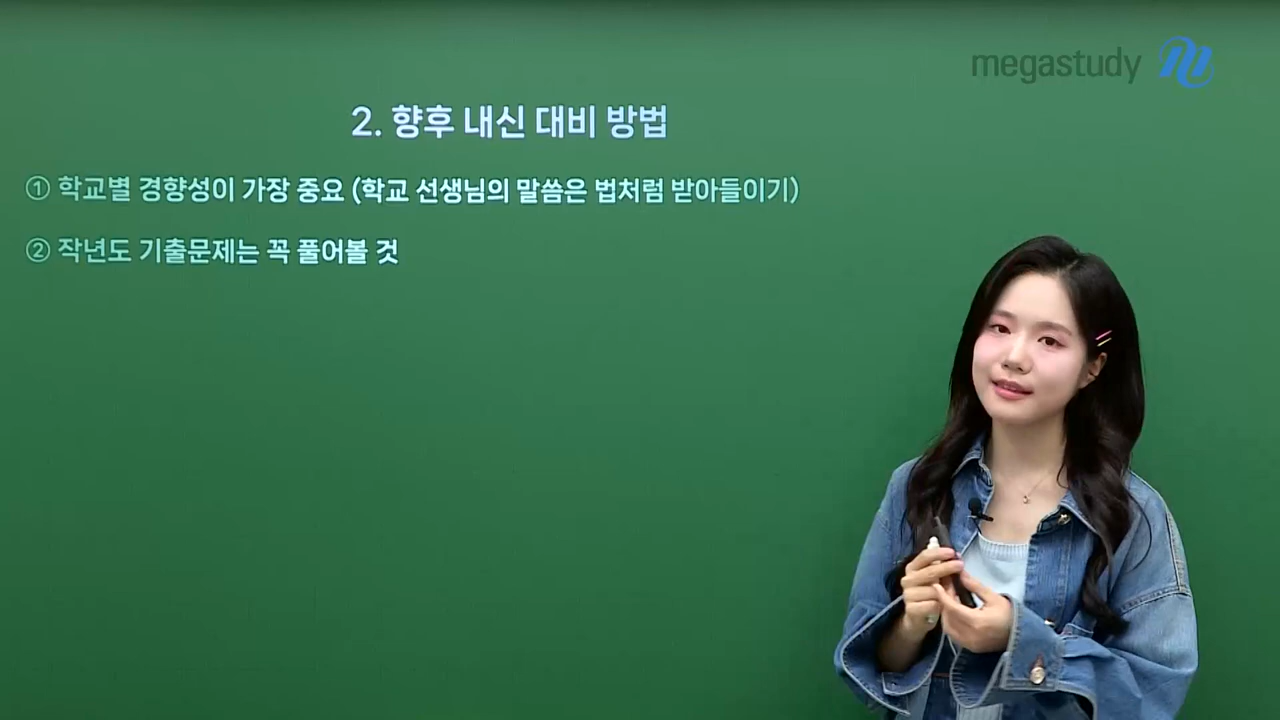 megastudy
2. 향후 내신 대비 방법
① 학교별 경향성이 가장 중요 (학교 선생님의 말씀은 법처럼 받아들이기)
② 작년도 기출문제는 꼭 풀어볼 것